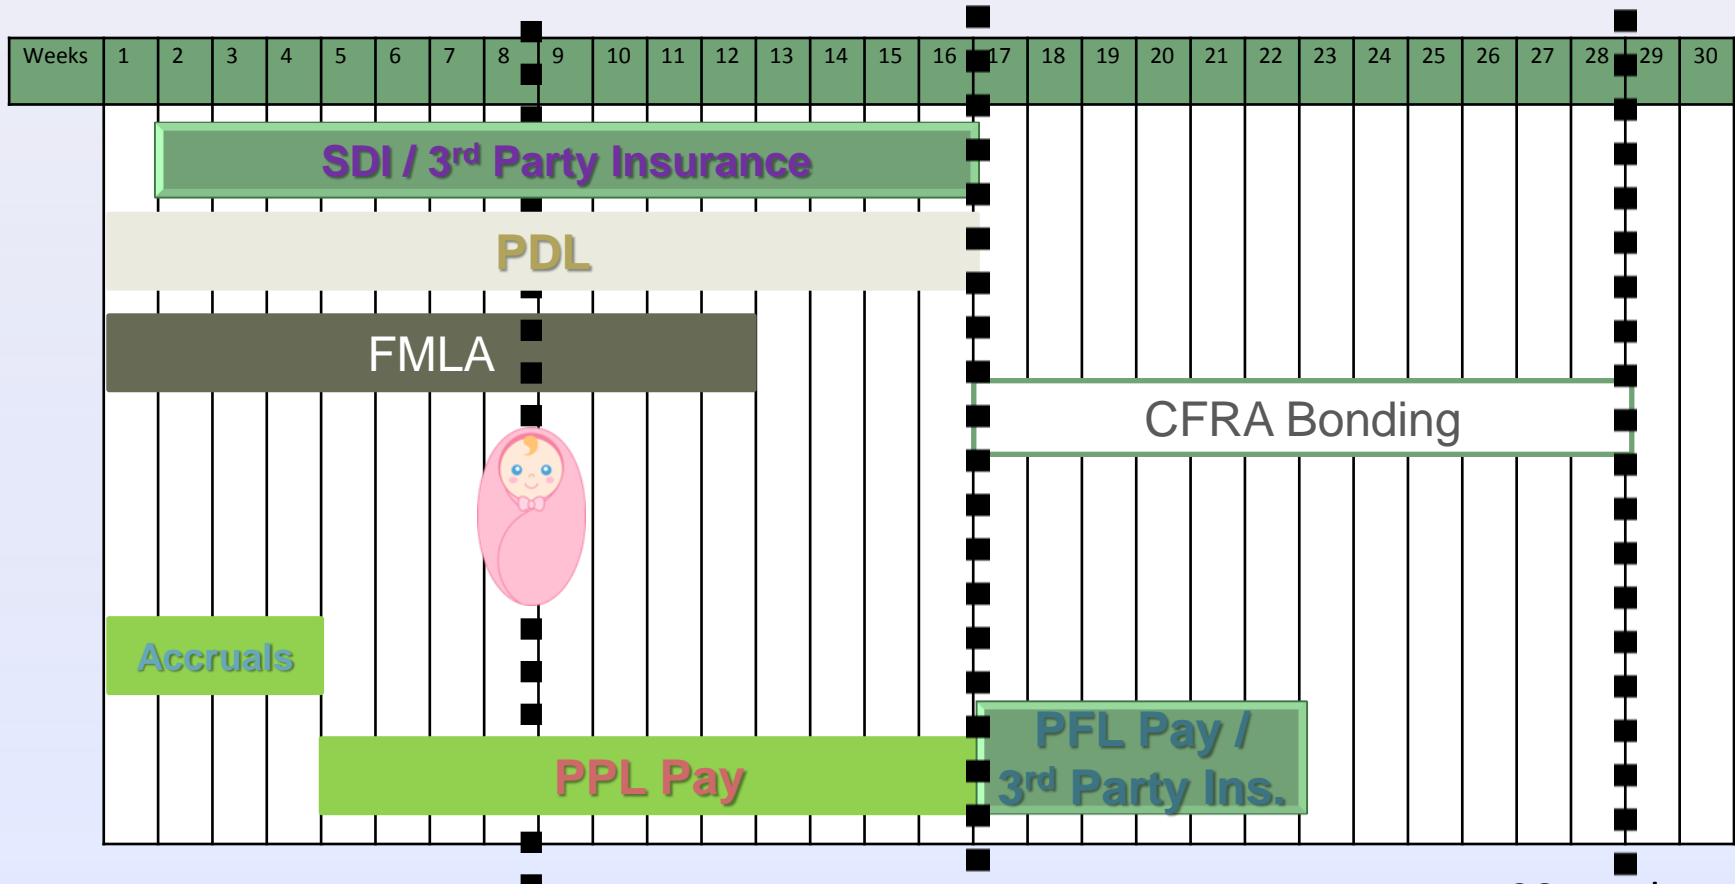 Weeks 1 2 3 4 5 6 7 8 9 10 11 12 13 14 15 16 17 18 19 20 21 22 23 24 25 26 27 28 29 30
SDI / 3rd Party Insurance
PDL
FMLA
CFRA Bonding
Accruals
PFL Pay /
3rd Party Ins.
PPL Pay